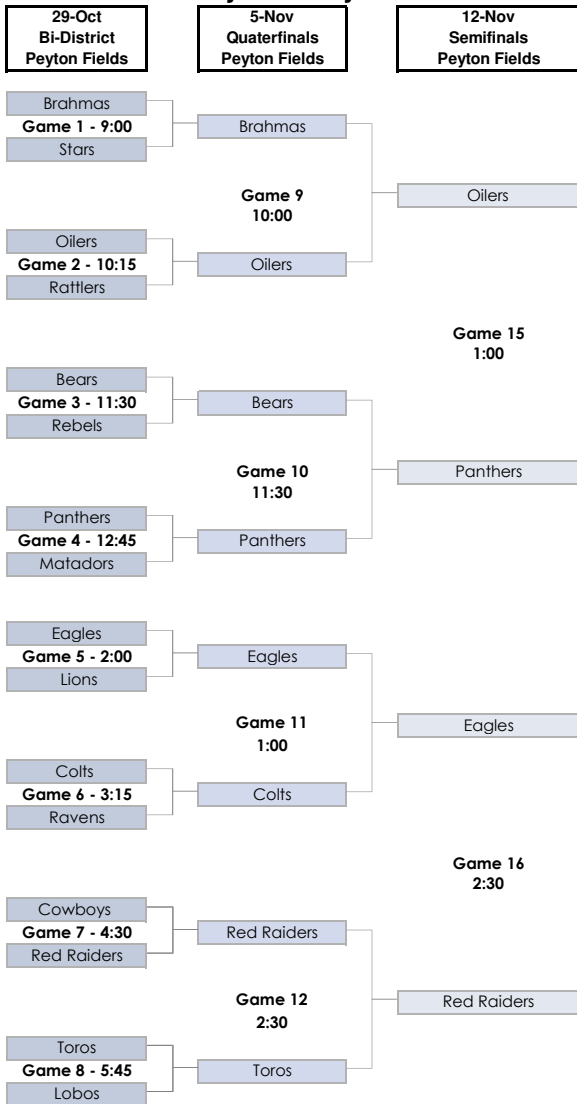 29-Oct
Bi-District
Peyton Fields
5-Nov
Quaterfinals
Peyton Fields
12-Nov
Semifinals
Peyton Fields
Brahmas
Game 1 - 9:00
Stars
Brahmas
Game 9
10:00
Oilers
Oilers
Game 2 - 10:15
Rattlers
Oilers
Game 15
1:00
Bears
Game 3 - 11:30
Rebels
Bears
Game 10
11:30
Panthers
Panthers
Game 4 - 12:45
Matadors
Panthers
Eagles
Game 5 - 2:00
Lions
Eagles
Game 11
1:00
Eagles
Colts
Game 6 - 3:15
Ravens
Colts
Game 16
2:30
Cowboys
Game 7 - 4:30
Red Raiders
Red Raiders
Game 12
2:30
Red Raiders
Toros
Game 8 - 5:45
Lobos
Toros